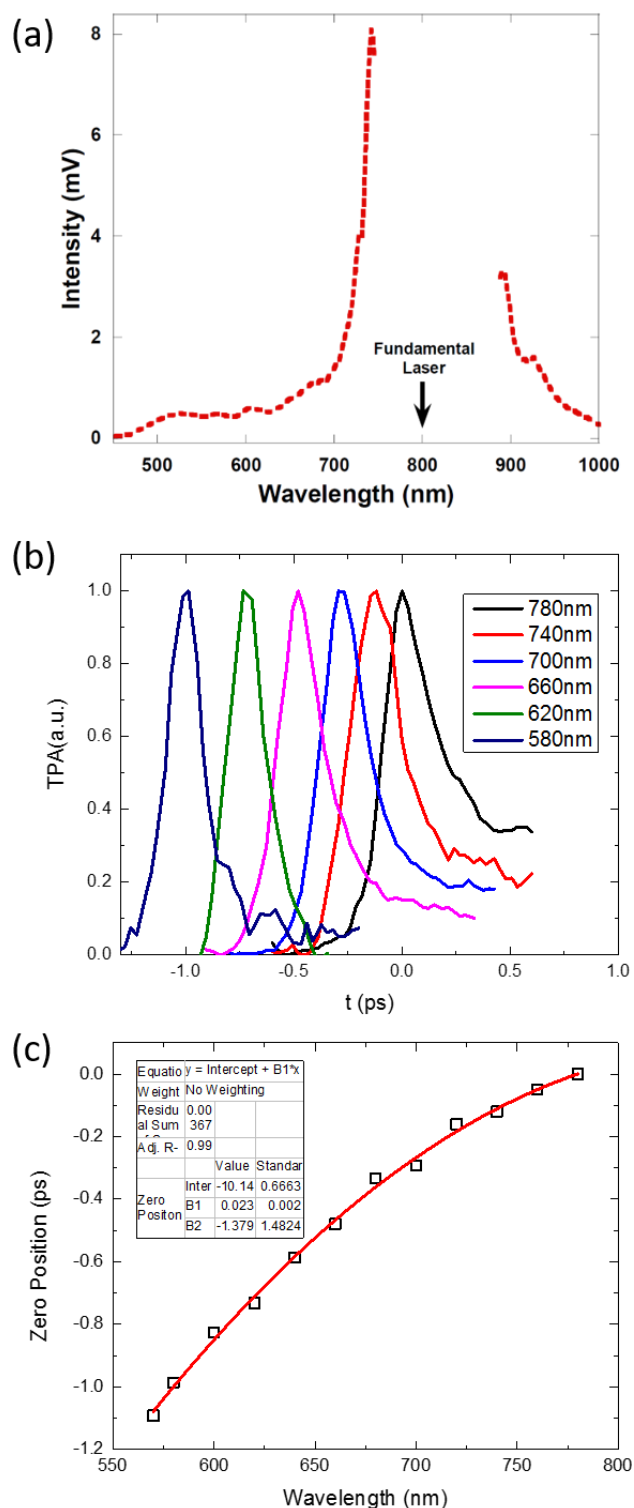 (a)
8
6
4
2
0
Intensity (mV)
Fundamental
Laser
500 600 700 800 900 1000
Wavelength (nm)
(b)
1.0
0.8
0.6
0.4
0.2
0.0
TPA(a.u.)
780nm
740nm
700nm
660nm
620nm
580nm
-1.0 -0.5 0.0 0.5 1.0
t (ps)
(c)
0.0
-0.2
-0.4
-0.6
-0.8
-1.0
-1.2
Zero Position (ps)
Equatio y = Intercept + B1*x
Weight No Weighting
Residu 0.00
al Sum 367
Adj. R- 0.99
Value Standar
Zero
Positon
Inter -10.14 0.6663
B1 0.023 0.002
B2 -1.379 1.4824
550 600 650 700 750 800
Wavelength (nm)